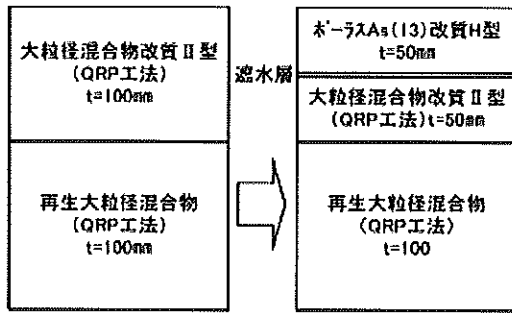 大粒径混合物改質Ⅱ型
(QRP工法)
t=100mm
再生大粒径混合物
(QRP工法)
t=100mm
遮水層
ポーラスAs(13)改質H型
t=50mm
大粒径混合物改質Ⅱ型
(QRP工法)t=50mm
再生大粒径混合物
(QRP工法)
t=100